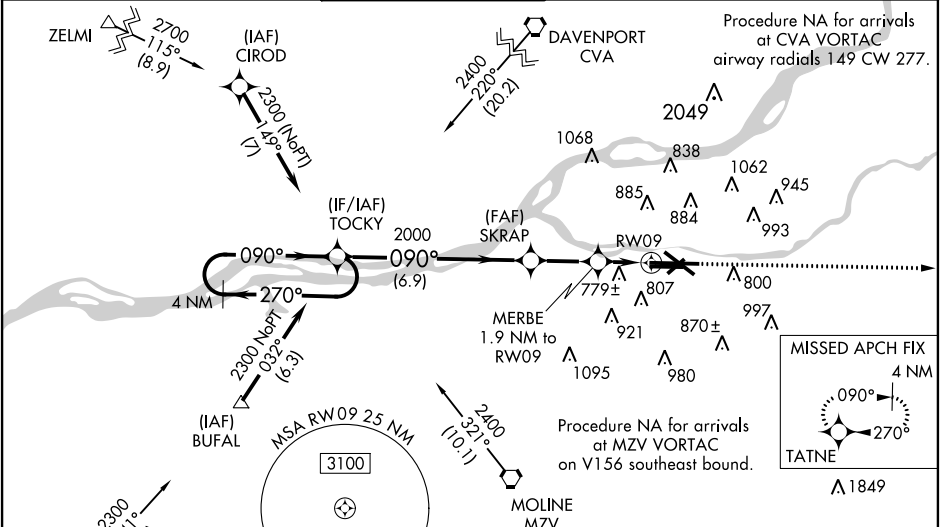 ZELMI
2700
115°
(8.9)
(IAF)
CIROD
2300 (NoPT)
149°
(7)
DAVENPORT
CVA
2400
220°
(20.2)
Procedure NA for arrivals
at CVA VORTAC
airway radials 149 CW 277.
2049
1068
838
1062
945
885
884
993
(IF/IAF)
TOCKY
2000
090°
(6.9)
(FAF)
SKRAP
RW09
090°
270°
4 NM
779±
807
800
MERBE
1.9 NM to
RW09
921
870±
997
1095
980
2300 NoPT
032°
(6.3)
(IAF)
BUFAL
MISSED APCH FIX
4 NM
090°
270°
TATNE
MSA RW09 25 NM
3100
2400
321°
(10.1)
MOLINE
MZV
Procedure NA for arrivals
at MZV VORTAC
on V156 southeast bound.
1849
2300